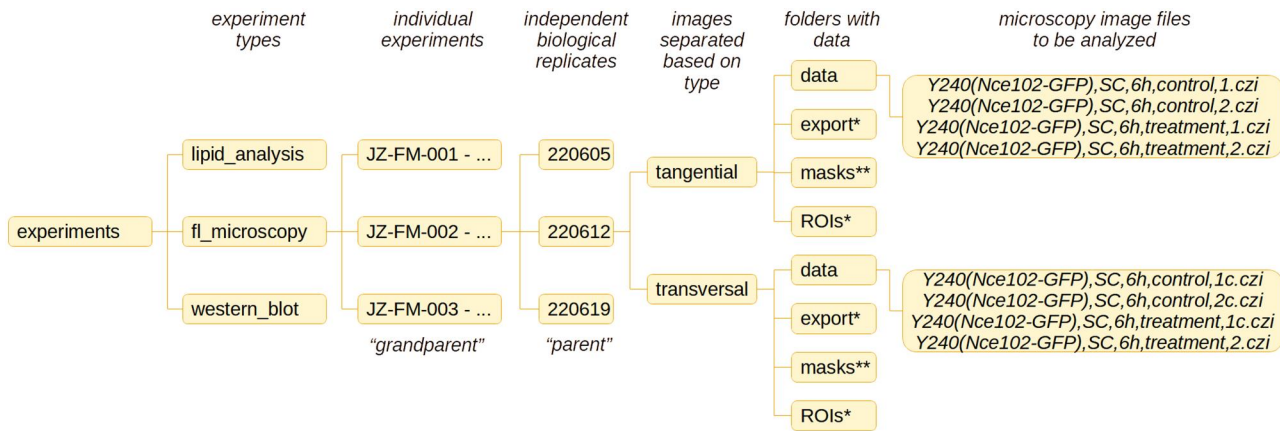 experiment
types
individual
experiments
independent
biological
replicates
images
separated
based on
type
folders with
data
microscopy image files
to be analyzed
experiments
lipid_analysis
fl_microscopy
western_blot
JZ-FM-001 - ...
JZ-FM-002 - ...
JZ-FM-003 - ...
“grandparent”
220605
220612
220619
“parent”
tangential
transversal
data
export*
masks**
ROIs*
data
export*
masks**
ROIs*
Y240(Nce102-GFP),SC,6h,control,1.czi
Y240(Nce102-GFP),SC,6h,control,2.czi
Y240(Nce102-GFP),SC,6h,treatment,1.czi
Y240(Nce102-GFP),SC,6h,treatment,2.czi
Y240(Nce102-GFP),SC,6h,control,1c.czi
Y240(Nce102-GFP),SC,6h,control,2c.czi
Y240(Nce102-GFP),SC,6h,treatment,1c.czi
Y240(Nce102-GFP),SC,6h,treatment,2.czi